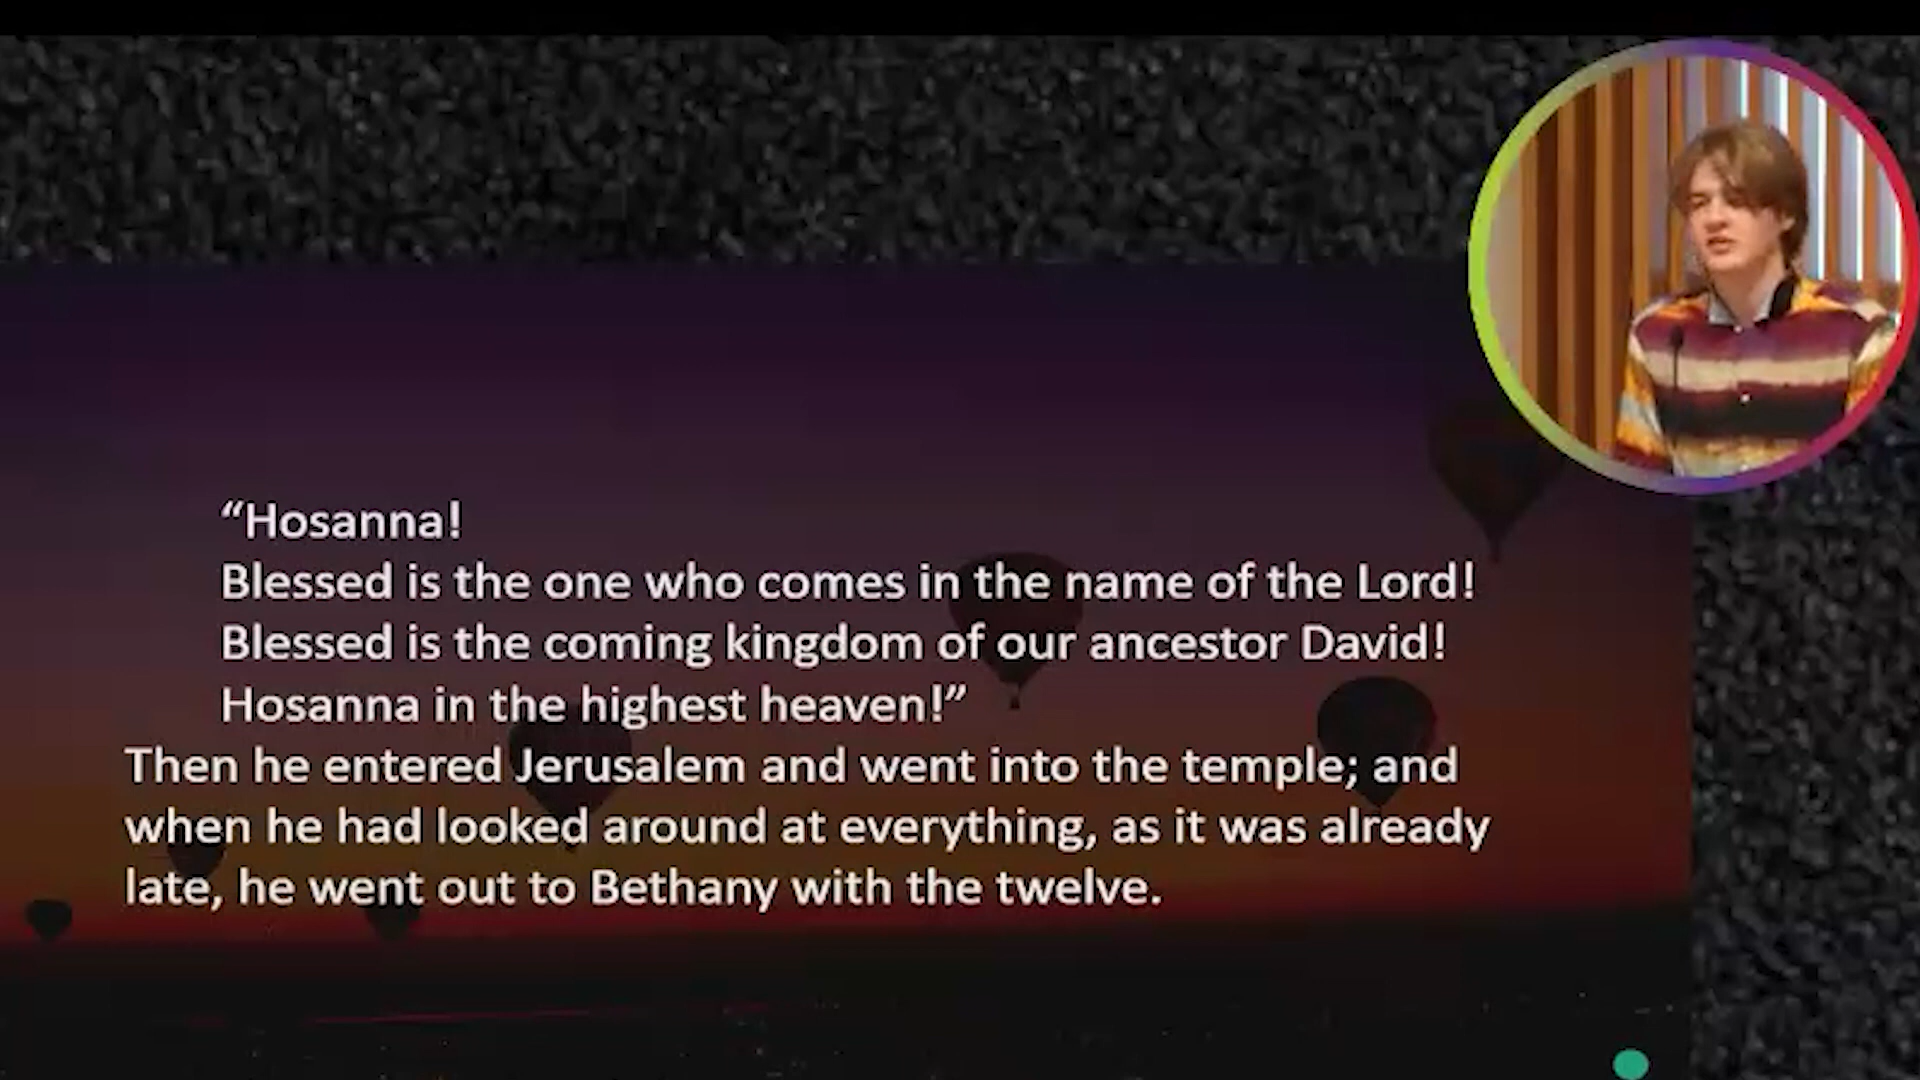 “Hosanna!
Blessed is the one who comes in the name of the Lord!
Blessed is the coming kingdom of our ancestor David!
Hosanna in the highest heaven!”
Then he entered Jerusalem and went into the temple; and
when he had looked around at everything, as it was already
late, he went out to Bethany with the twelve.